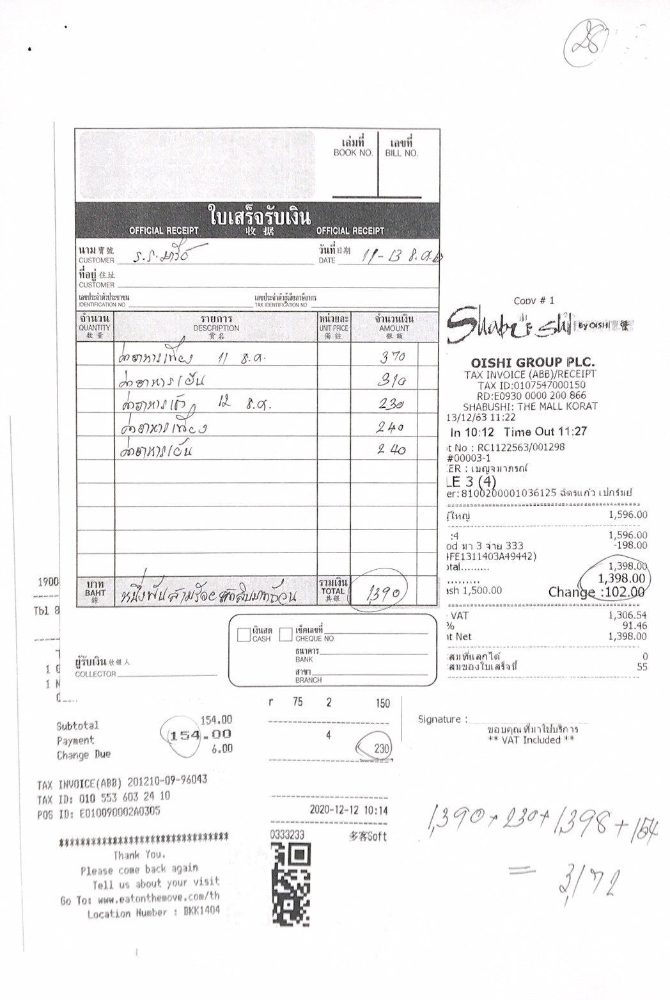 28
เล่มที่ เลขที่
BOOK NO. BILL NO.
ใบเสร็จรับเงิน
OFFICIAL RECEIPT 收 据 OFFICIAL RECEIPT
นาม 寶號 วันที่ 日期
CUSTOMER DATE 11-13 ธ.ค.
ที่อยู่ 住址
CUSTOMER
เลขประจำตัวประชาชน เลขประจำตัวผู้เสียภาษีอากร
IDENTIFICATION NO. TAX IDENTIFICATION NO.
จำนวน รายการ หน่วยละ จำนวนเงิน
QUANTITY DESCRIPTION UNIT PRICE AMOUNT
數 量 貨 名 備 註 銀 額
ค่าอาหารเที่ยง 11 ธ.ค. 370
ค่าอาหารเย็น 310
ค่าอาหารเช้า 12 ธ.ค. 230
ค่าอาหารเที่ยง 240
ค่าอาหารเย็น 240
บาท หนึ่งพันสามร้อยเก้าสิบบาทถ้วน รวมเงิน 1,390
BAHT TOTAL
銖 共銀
เงินสด เช็คเลขที่
CASH CHEQUE NO.
ธนาคาร
BANK
สาขา
BRANCH
ผู้รับเงิน 收銀人
COLLECTOR
Copy # 1
Shabushi By OISHI
OISHI GROUP PLC.
TAX INVOICE (ABB)/RECEIPT
TAX ID:0107547000150
RD:E0930 0000 200 866
SHABUSHI: THE MALL KORAT
13/12/63 11:22
In 10:12 Time Out 11:27
t No : RC1122563/001298
#00003-1
ER : เบญจมาภรณ์
LE 3 (4)
er:8100200001036125 ฉัตรแก้ว เปกรัมย์
ผู้ใหญ่ 1,596.00
:4 1,596.00
od มา 3 จ่าย 333 -198.00
HFE1311403A49442)
otal......... 1,398.00
......... 1,398.00
ash 1,500.00 Change :102.00
VAT 1,306.54
% 91.46
nt Net 1,398.00
สมที่แลกได้ 0
สมของใบเสร็จนี้ 55
Signature :
ขอบคุณที่มาใช้บริการ
** VAT Included **
1900
Tbl 8
1
1
Subtotal 154.00
Payment 154.00
Change Due 6.00
TAX INVOICE(ABB) 201210-09-96043
TAX ID: 010 553 603 24 10
POS ID: E010090002A0305
******************************
Thank You.
Please come back again
Tell us about your visit
Go To: www.eatonthemove.com/th
Location Number : BKK1404
r 75 2 150
4
230
2020-12-12 10:14
0333233 多客Soft
1,390+230+1,398+154
= 3,172